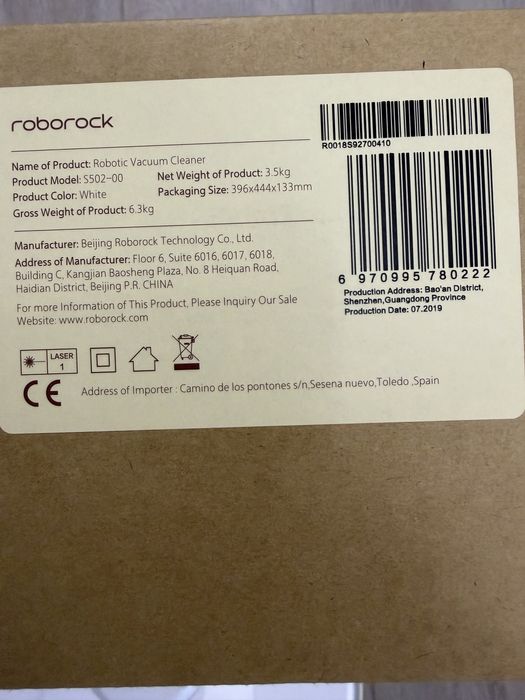 roborock
Name of Product: Robotic Vacuum Cleaner
Product Model: S502-00
Net Weight of Product: 3.5kg
Product Color: White
Packaging Size: 396x444x133mm
Gross Weight of Product: 6.3kg
Manufacturer: Beijing Roborock Technology Co., Ltd.
Address of Manufacturer: Floor 6, Suite 6016, 6017, 6018,
Building C, Kangjian Baosheng Plaza, No. 8 Heiquan Road,
Haidian District, Beijing P.R. CHINA
For more Information of This Product, Please Inquiry Our Sale
Website: www.roborock.com
LASER
1
CE
Address of Importer : Camino de los pontones s/n,Sesena nuevo,Toledo ,Spain
R0018S92700410
6 970995 780222
Production Address: Bao'an District,
Shenzhen,Guangdong Province
Production Date: 07.2019